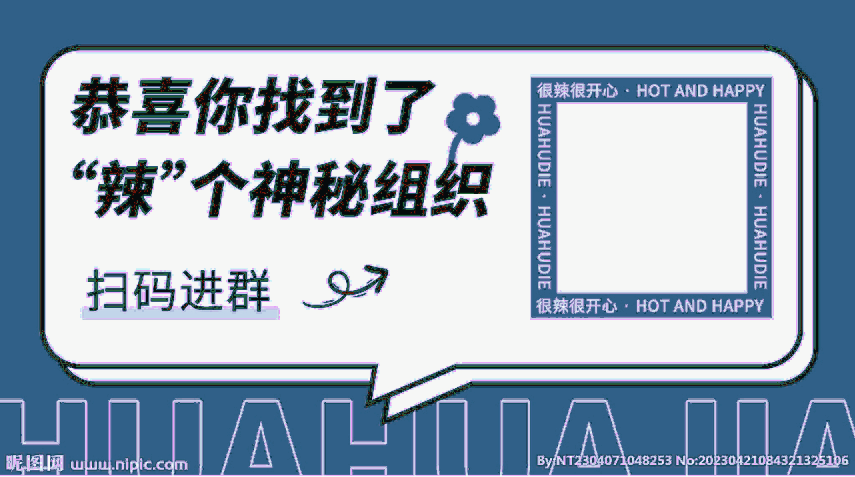 恭喜你找到了
“辣”个神秘组织
扫码进群
很辣很开心 · HOT AND HAPPY
HUAHUDIE · HUAHUDIE
HUAHUDIE · HUAHUDIE
很辣很开心 · HOT AND HAPPY
HUAHUA
昵图网 www.nipic.com
By:NT2304071048253 No:20230421084321325106